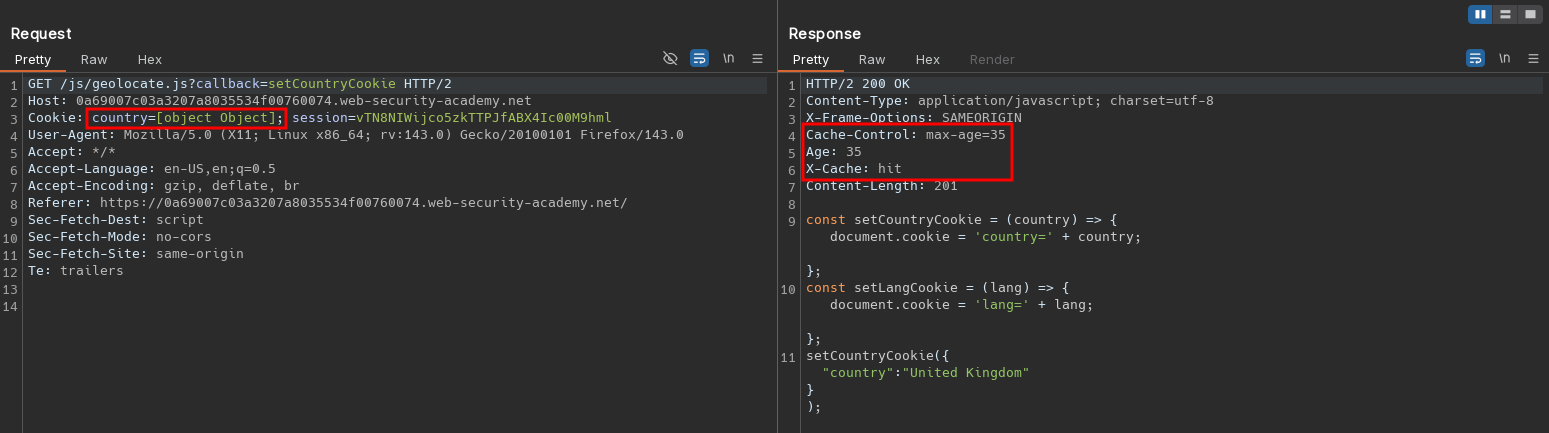 Request
Pretty Raw Hex \n
1 GET /js/geolocate.js?callback=setCountryCookie HTTP/2
2 Host: 0a69007c03a3207a8035534f00760074.web-security-academy.net
3 Cookie: country=[object Object]; session=vTN8NIWijco5zkTTPJfABX4Ic00M9hml
4 User-Agent: Mozilla/5.0 (X11; Linux x86_64; rv:143.0) Gecko/20100101 Firefox/143.0
5 Accept: */*
6 Accept-Language: en-US,en;q=0.5
7 Accept-Encoding: gzip, deflate, br
8 Referer: https://0a69007c03a3207a8035534f00760074.web-security-academy.net/
9 Sec-Fetch-Dest: script
10 Sec-Fetch-Mode: no-cors
11 Sec-Fetch-Site: same-origin
12 Te: trailers
13
14
Response
Pretty Raw Hex Render \n
1 HTTP/2 200 OK
2 Content-Type: application/javascript; charset=utf-8
3 X-Frame-Options: SAMEORIGIN
4 Cache-Control: max-age=35
5 Age: 35
6 X-Cache: hit
7 Content-Length: 201
8
9 const setCountryCookie = (country) => {
document.cookie = 'country=' + country;
};
10 const setLangCookie = (lang) => {
document.cookie = 'lang=' + lang;
};
11 setCountryCookie({
"country":"United Kingdom"
}
);